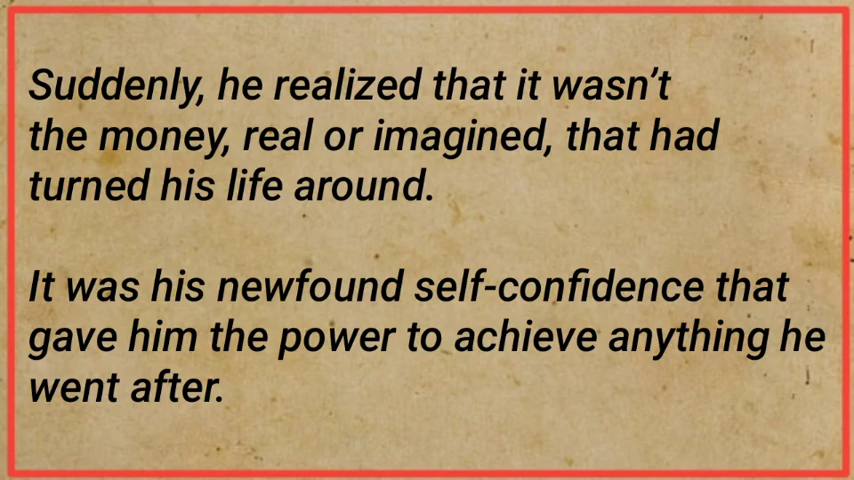 Suddenly, he realized that it wasn’t
the money, real or imagined, that had
turned his life around.
It was his newfound self-confidence that
gave him the power to achieve anything he
went after.